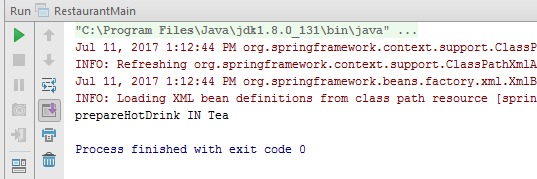 Run RestaurantMain
"C:\Program Files\Java\jdk1.8.0_131\bin\java" ...
Jul 11, 2017 1:12:44 PM org.springframework.context.support.ClassP
INFO: Refreshing org.springframework.context.support.ClassPathXmlA
Jul 11, 2017 1:12:44 PM org.springframework.beans.factory.xml.XmlB
INFO: Loading XML bean definitions from class path resource [sprin
prepareHotDrink IN Tea
Process finished with exit code 0